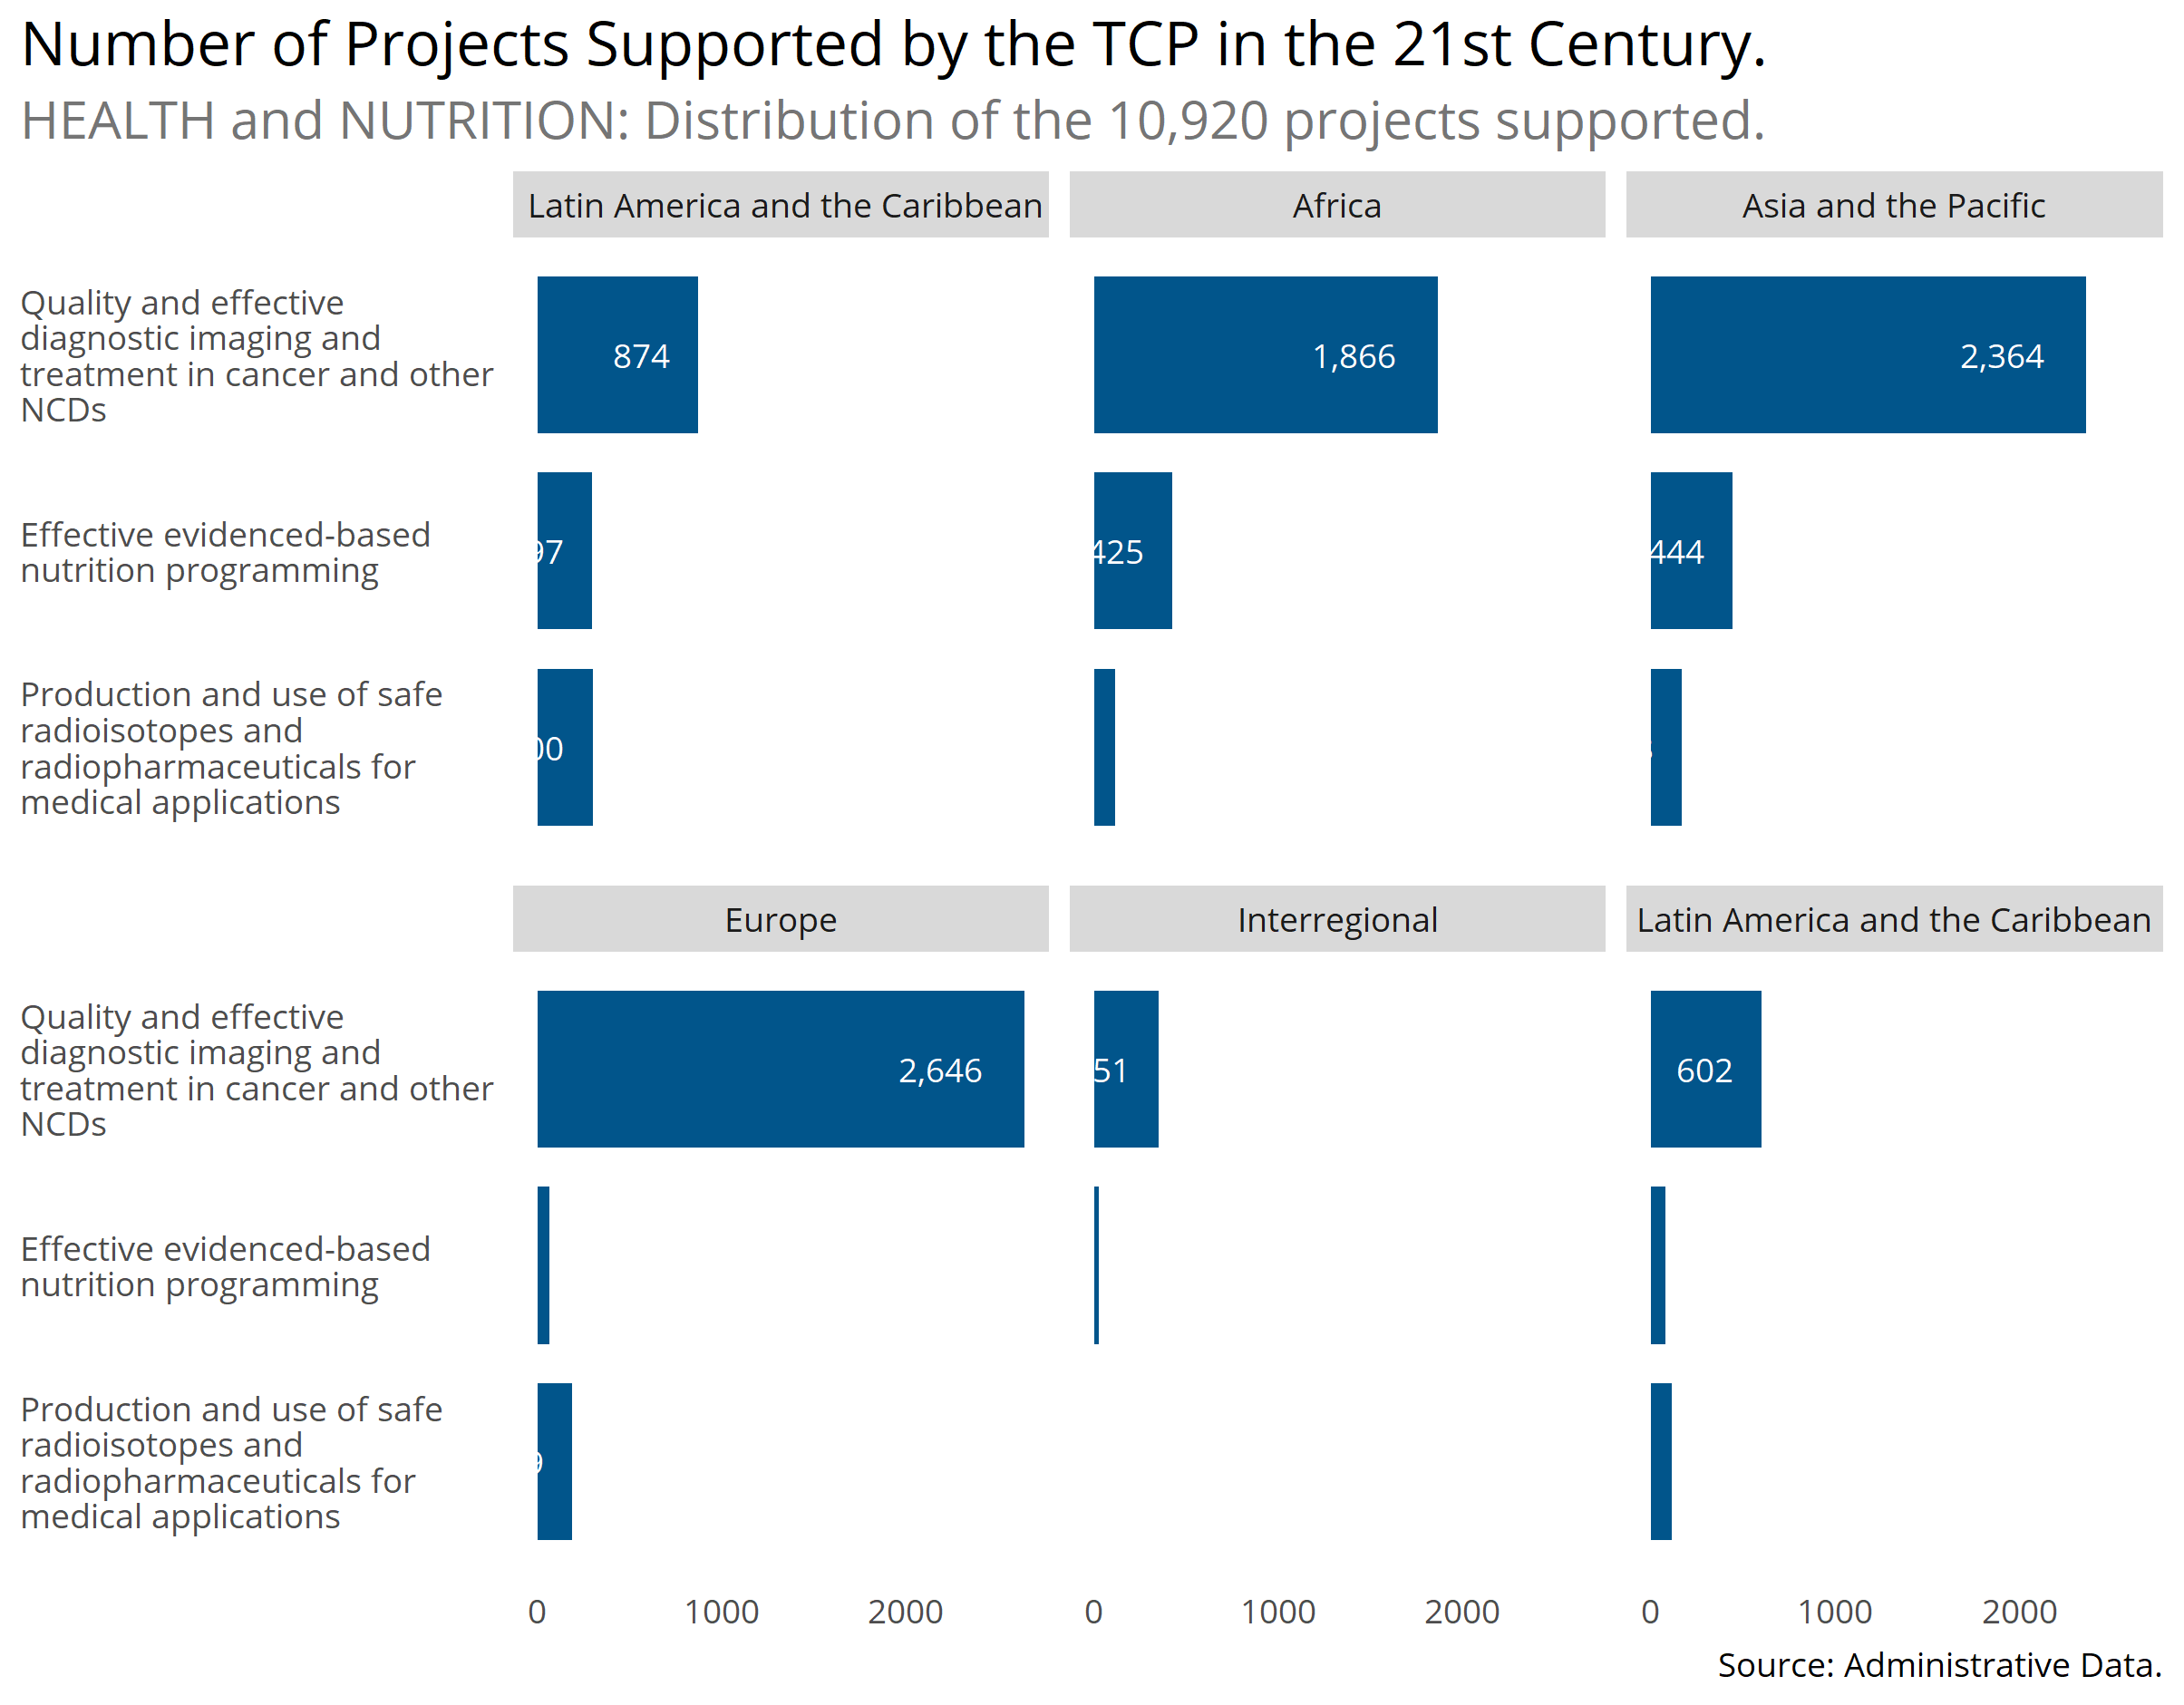 Number of Projects Supported by the TCP in the 21st Century.
HEALTH and NUTRITION: Distribution of the 10,920 projects supported.
Latin America and the Caribbean
Africa
Asia and the Pacific
Quality and effective
diagnostic imaging and
treatment in cancer and other
NCDs
874
1,866
2,364
Effective evidenced-based
nutrition programming
97
425
444
Production and use of safe
radioisotopes and
radiopharmaceuticals for
medical applications
00
Europe
Interregional
Latin America and the Caribbean
Quality and effective
diagnostic imaging and
treatment in cancer and other
NCDs
2,646
51
602
Effective evidenced-based
nutrition programming
Production and use of safe
radioisotopes and
radiopharmaceuticals for
medical applications
9
0 1000 2000
0 1000 2000
0 1000 2000
Source: Administrative Data.